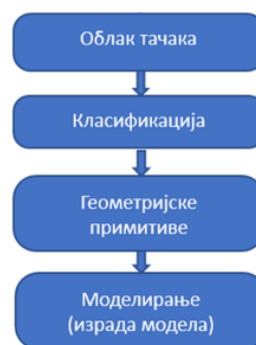 Облак тачака
Класификација
Геометријске
примитиве
Моделирање
(израда модела)